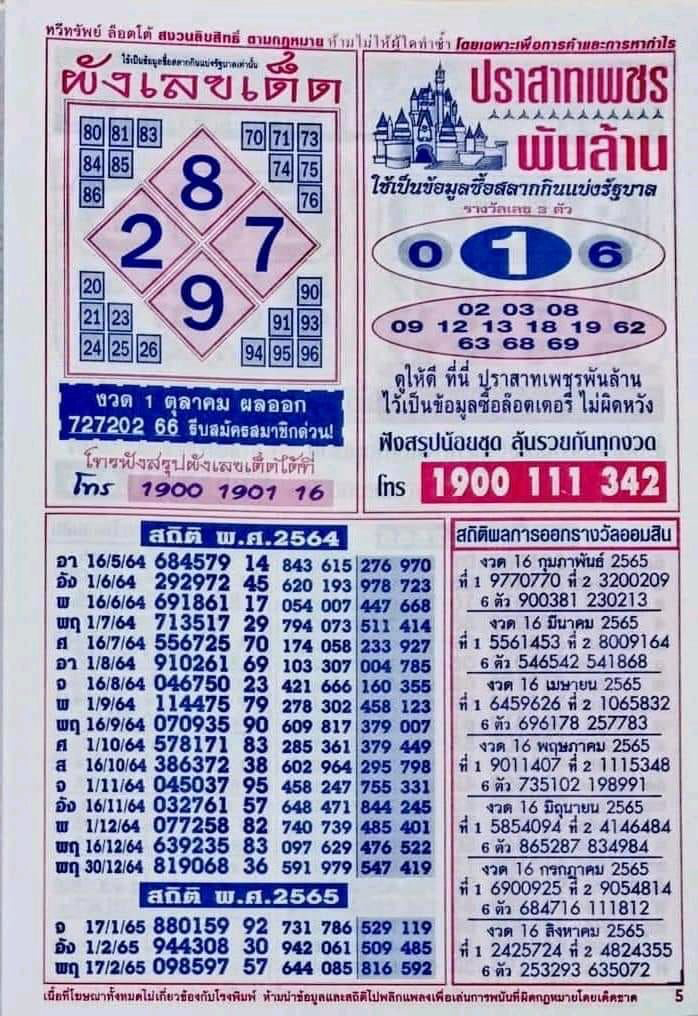 ทวีทรัพย์ ล็อตโต้ สงวนลิขสิทธิ์ ตามกฎหมาย ห้ามไม่ให้ผู้ใดทำซ้ำ โดยเฉพาะเพื่อการค้าและการหากำไร
ใช้เป็นข้อมูลซื้อสลากกินแบ่งรัฐบาลเท่านั้น
ผังเลขเด็ด
80 81 83
84 85
86
70 71 73
74 75
76
8
2 7
9
20
21 23
24 25 26
90
91 93
94 95 96
งวด 1 ตุลาคม ผลออก
727202 66 รีบสมัครสมาชิกด่วน!
โทรฟังสรุปผังเลขเด็ดได้ที่
โทร 1900 1901 16
ปราสาทเพชร
พันล้าน
ใช้เป็นข้อมูลซื้อสลากกินแบ่งรัฐบาล
รางวัลเลข 3 ตัว
0 1 6
02 03 08
09 12 13 18 19 62
63 68 69
ดูให้ดี ที่นี่ ปราสาทเพชรพันล้าน
ไว้เป็นข้อมูลซื้อล๊อตเตอรี่ ไม่ผิดหวัง
ฟังสรุปน้อยชุด ลุ้นรวยกันทุกงวด
โทร 1900 111 342
สถิติ พ.ศ.2564
อา 16/5/64 684579 14 843 615 276 970
อัง 1/6/64 292972 45 620 193 978 723
พ 16/6/64 691861 17 054 007 447 668
พฤ 1/7/64 713517 29 794 073 511 414
ศ 16/7/64 556725 70 174 058 233 927
อา 1/8/64 910261 69 103 307 004 785
จ 16/8/64 046750 23 421 666 160 355
พ 1/9/64 114475 79 278 302 458 123
พฤ 16/9/64 070935 90 609 817 379 007
ศ 1/10/64 578171 83 285 361 379 449
ส 16/10/64 386372 38 602 964 295 798
จ 1/11/64 045037 95 458 247 755 331
อัง 16/11/64 032761 57 648 471 844 245
พ 1/12/64 077258 82 740 739 485 401
พฤ 16/12/64 639235 83 097 629 476 522
พฤ 30/12/64 819068 36 591 979 547 419
สถิติ พ.ศ.2565
จ 17/1/65 880159 92 731 786 529 119
อัง 1/2/65 944308 30 942 061 509 485
พฤ 17/2/65 098597 57 644 085 816 592
สถิติผลการออกรางวัลออมสิน
งวด 16 กุมภาพันธ์ 2565
ที่ 1 9770770 ที่ 2 3200209
6 ตัว 900381 230213
งวด 16 มีนาคม 2565
ที่ 1 5561453 ที่ 2 8009164
6 ตัว 546542 541868
งวด 16 เมษายน 2565
ที่ 1 6459626 ที่ 2 1065832
6 ตัว 696178 257783
งวด 16 พฤษภาคม 2565
ที่ 1 9011407 ที่ 2 1115348
6 ตัว 735102 198991
งวด 16 มิถุนายน 2565
ที่ 1 5854094 ที่ 2 4146484
6 ตัว 865287 834984
งวด 16 กรกฎาคม 2565
ที่ 1 6900925 ที่ 2 9054814
6 ตัว 684716 111812
งวด 16 สิงหาคม 2565
ที่ 1 2425724 ที่ 2 4824355
6 ตัว 253293 635072
เนื้อที่โฆษณาทั้งหมดไม่เกี่ยวข้องกับโรงพิมพ์ ห้ามนำข้อมูลและสถิติไปพลิกแพลงเพื่อเล่นการพนันที่ผิดกฎหมายโดยเด็ดขาด 5